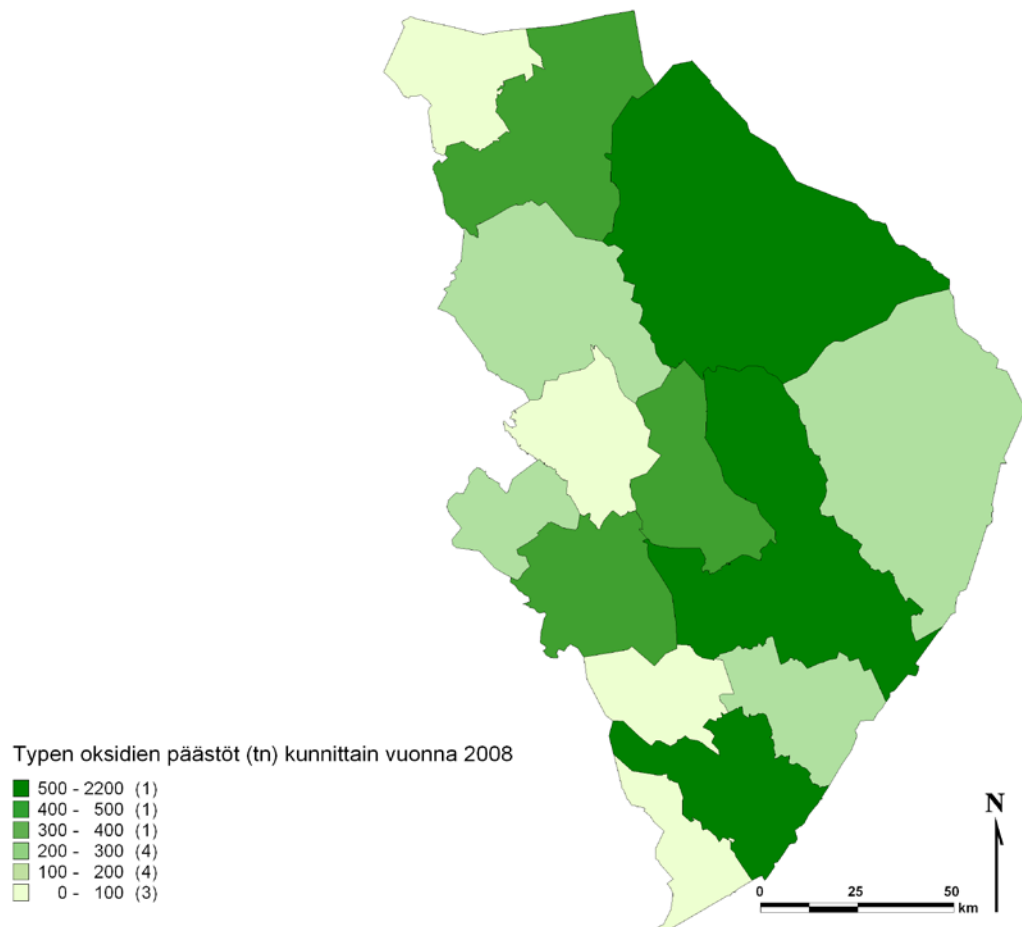 Typen oksidien päästöt (tn) kunnittain vuonna 2008
500 - 2200 (1)
400 - 500 (1)
300 - 400 (1)
200 - 300 (4)
100 - 200 (4)
0 - 100 (3)
N
0 25 50
km